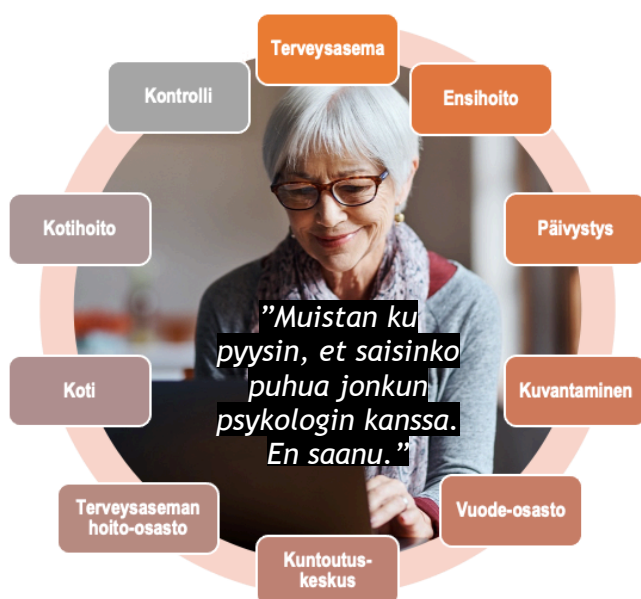 Terveysasema
Ensihoito
Päivystys
Kuvantaminen
Vuode-osasto
Kuntoutus-
keskus
Terveysaseman
hoito-osasto
Koti
Kotihoito
Kontrolli
”Muistan ku
pyysin, et saisinko
puhua jonkun
psykologin kanssa.
En saanu.”